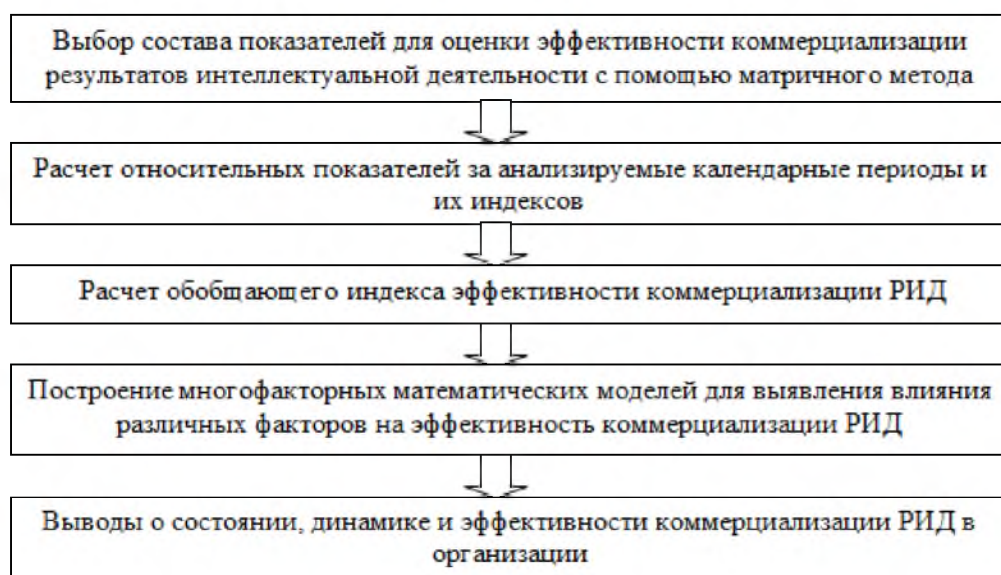 Выбор состава показателей для оценки эффективности коммерциализации
результатов интеллектуальной деятельности с помощью матричного метода
Расчет относительных показателей за анализируемые календарные периоды и
их индексов
Расчет обобщающего индекса эффективности коммерциализации РИД
Построение многофакторных математических моделей для выявления влияния
различных факторов на эффективность коммерциализации РИД
Выводы о состоянии, динамике и эффективности коммерциализации РИД в
организации